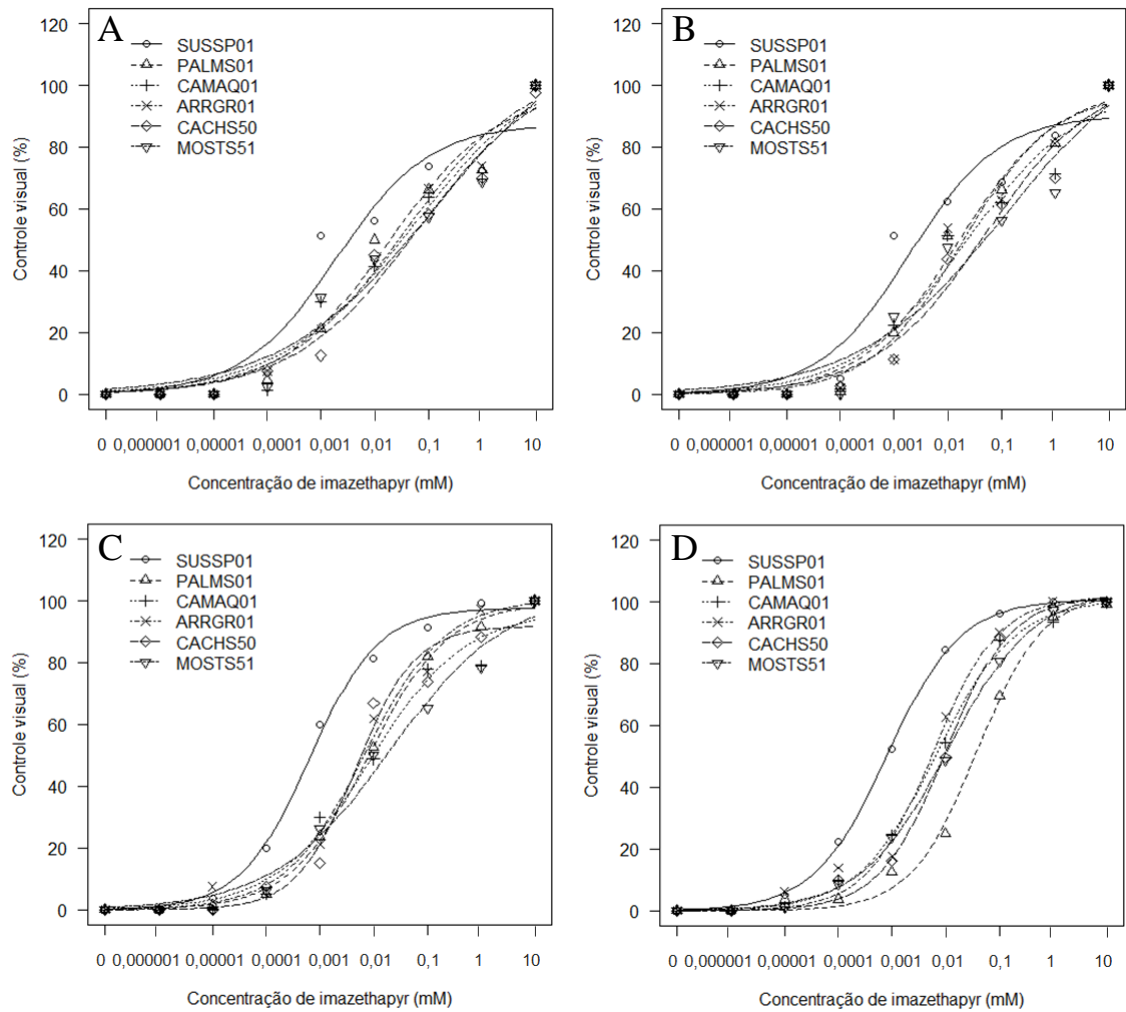 A
SUSSP01
PALMS01
CAMAQ01
ARRGR01
CACHS50
MOSTS51
Controle visual (%)
120
100
80
60
40
20
0
0 0,000001 0,00001 0,0001 0,001 0,01 0,1 1 10
Concentração de imazethapyr (mM)
B
SUSSP01
PALMS01
CAMAQ01
ARRGR01
CACHS50
MOSTS51
Controle visual (%)
120
100
80
60
40
20
0
0 0,000001 0,00001 0,0001 0,001 0,01 0,1 1 10
Concentração de imazethapyr (mM)
C
SUSSP01
PALMS01
CAMAQ01
ARRGR01
CACHS50
MOSTS51
Controle visual (%)
120
100
80
60
40
20
0
0 0,000001 0,00001 0,0001 0,001 0,01 0,1 1 10
Concentração de imazethapyr (mM)
D
SUSSP01
PALMS01
CAMAQ01
ARRGR01
CACHS50
MOSTS51
Controle visual (%)
120
100
80
60
40
20
0
0 0,000001 0,00001 0,0001 0,001 0,01 0,1 1 10
Concentração de imazethapyr (mM)